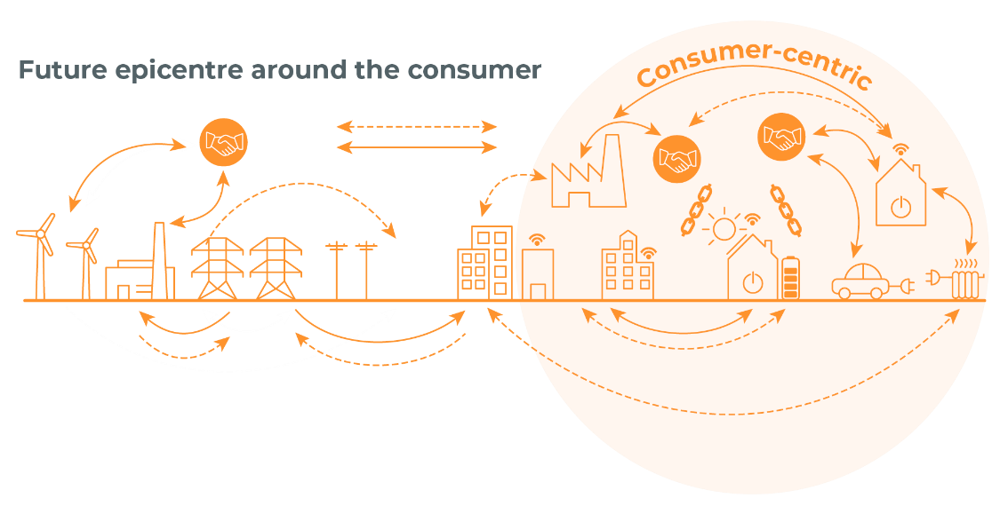 Future epicentre around the consumer
Consumer-centric